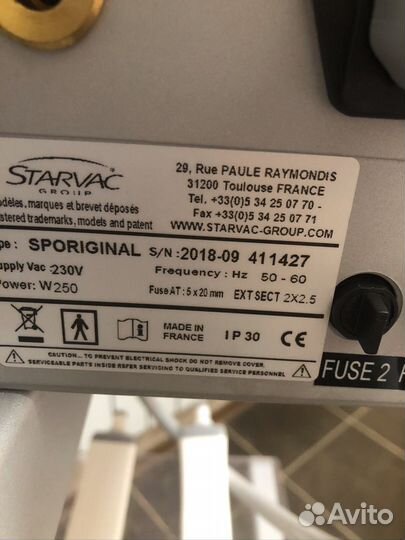 STARVAC
GROUP
29, Rue PAULE RAYMONDIS
31200 Toulouse FRANCE
Tel. +33(0)5 34 25 07 70 -
Fax +33(0)5 34 25 07 71
WWW.STARVAC-GROUP.COM
odèles, marques et brevet déposés
stered trademarks, models and patent
pe : SPORIGINAL S/N :2018-09 411427
upply Vac :230V Frequency : Hz 50 - 60
Power: W250 Fuse AT : 5 x 20 mm EXT SECT 2X2.5
MADE IN
FRANCE
IP 30 CE
CAUTION... TO PREVENT ELECTRICAL SHOCK DO NOT REMOVE COVER.
SERVICEABLE PARTS INSIDE REFER SERVICING TO QUALIFIED SERVICE PERSONNEL
FUSE 2
Avito